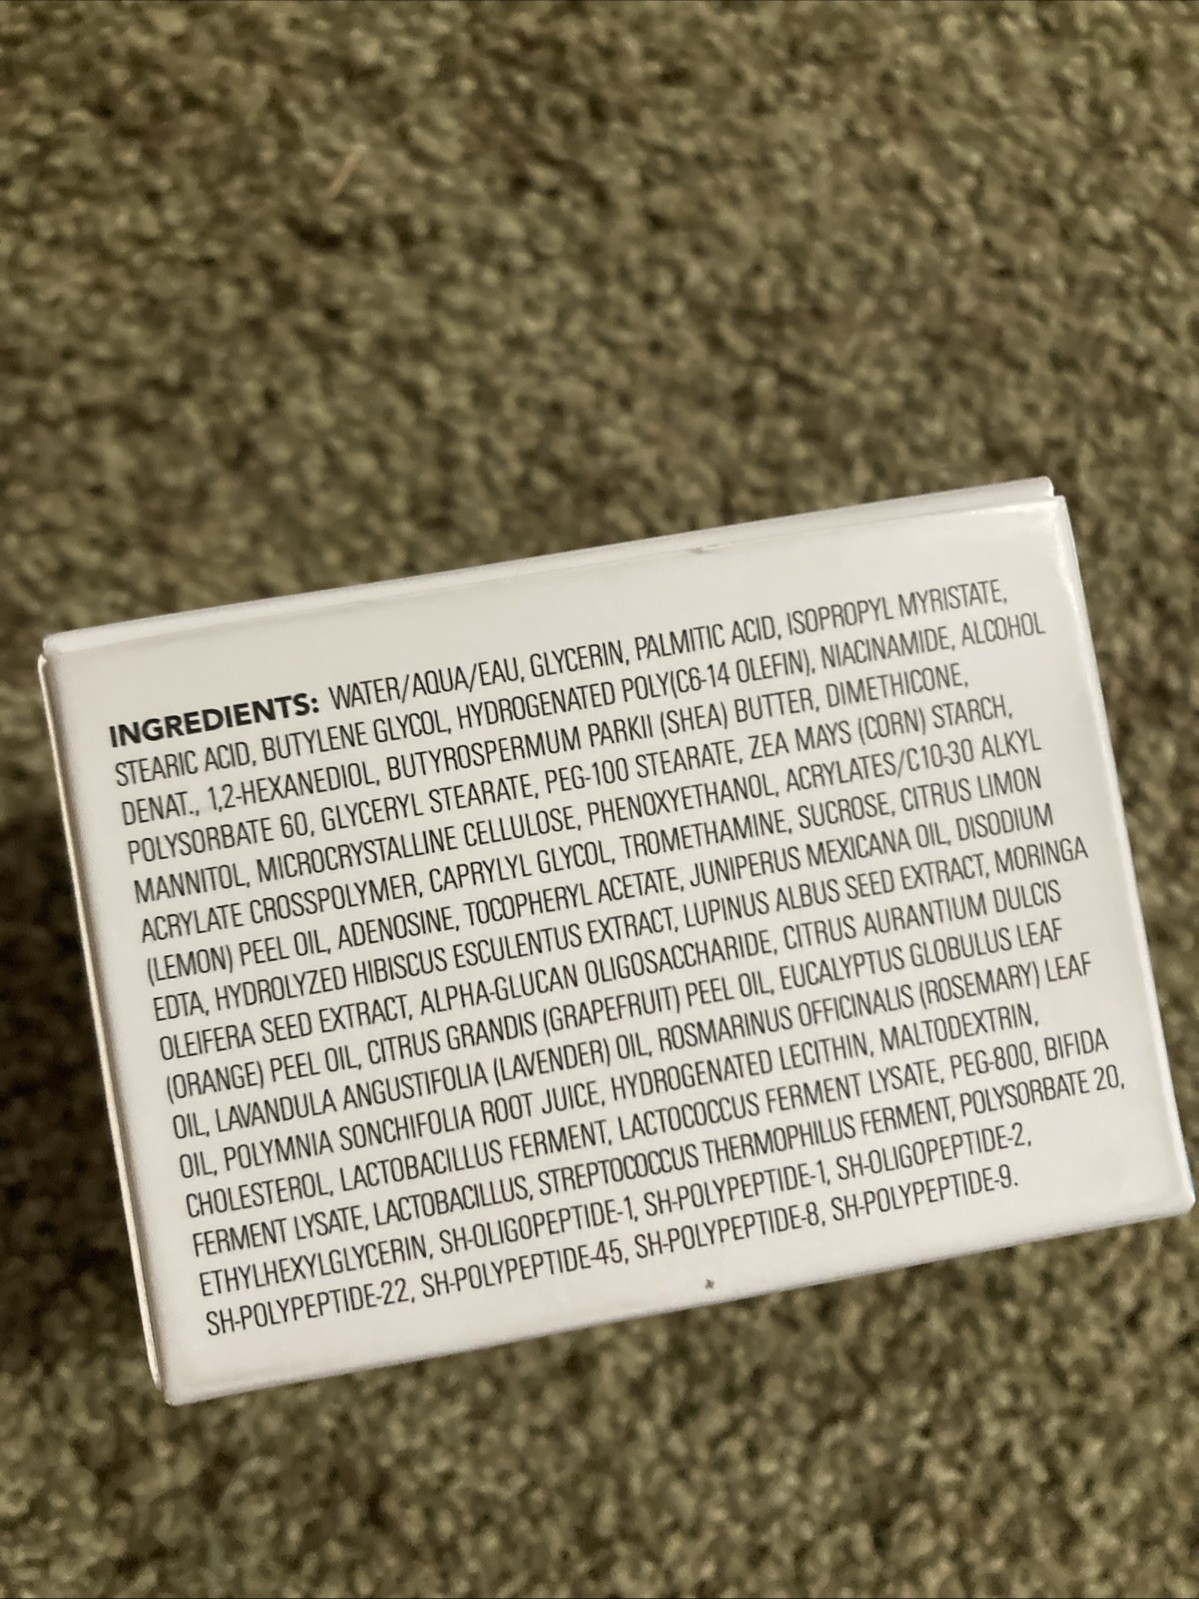 INGREDIENTS: WATER/AQUA/EAU, GLYCERIN, PALMITIC ACID, ISOPROPYL MYRISTATE,
STEARIC ACID, BUTYLENE GLYCOL, HYDROGENATED POLY(C6-14 OLEFIN), NIACINAMIDE, ALCOHOL
DENAT., 1,2-HEXANEDIOL, BUTYROSPERMUM PARKII (SHEA) BUTTER, DIMETHICONE,
POLYSORBATE 60, GLYCERYL STEARATE, PEG-100 STEARATE, ZEA MAYS (CORN) STARCH,
MANNITOL, MICROCRYSTALLINE CELLULOSE, PHENOXYETHANOL, ACRYLATES/C10-30 ALKYL
ACRYLATE CROSSPOLYMER, CAPRYLYL GLYCOL, TROMETHAMINE, SUCROSE, CITRUS LIMON
(LEMON) PEEL OIL, ADENOSINE, TOCOPHERYL ACETATE, JUNIPERUS MEXICANA OIL, DISODIUM
EDTA, HYDROLYZED HIBISCUS ESCULENTUS EXTRACT, LUPINUS ALBUS SEED EXTRACT, MORINGA
OLEIFERA SEED EXTRACT, ALPHA-GLUCAN OLIGOSACCHARIDE, CITRUS AURANTIUM DULCIS
(ORANGE) PEEL OIL, CITRUS GRANDIS (GRAPEFRUIT) PEEL OIL, EUCALYPTUS GLOBULUS LEAF
OIL, LAVANDULA ANGUSTIFOLIA (LAVENDER) OIL, ROSMARINUS OFFICINALIS (ROSEMARY) LEAF
OIL, POLYMNIA SONCHIFOLIA ROOT JUICE, HYDROGENATED LECITHIN, MALTODEXTRIN,
CHOLESTEROL, LACTOBACILLUS FERMENT, LACTOCOCCUS FERMENT LYSATE, PEG-800, BIFIDA
FERMENT LYSATE, LACTOBACILLUS, STREPTOCOCCUS THERMOPHILUS FERMENT, POLYSORBATE 20,
ETHYLHEXYLGLYCERIN, SH-OLIGOPEPTIDE-1, SH-POLYPEPTIDE-1, SH-OLIGOPEPTIDE-2,
SH-POLYPEPTIDE-22, SH-POLYPEPTIDE-45, SH-POLYPEPTIDE-8, SH-POLYPEPTIDE-9.